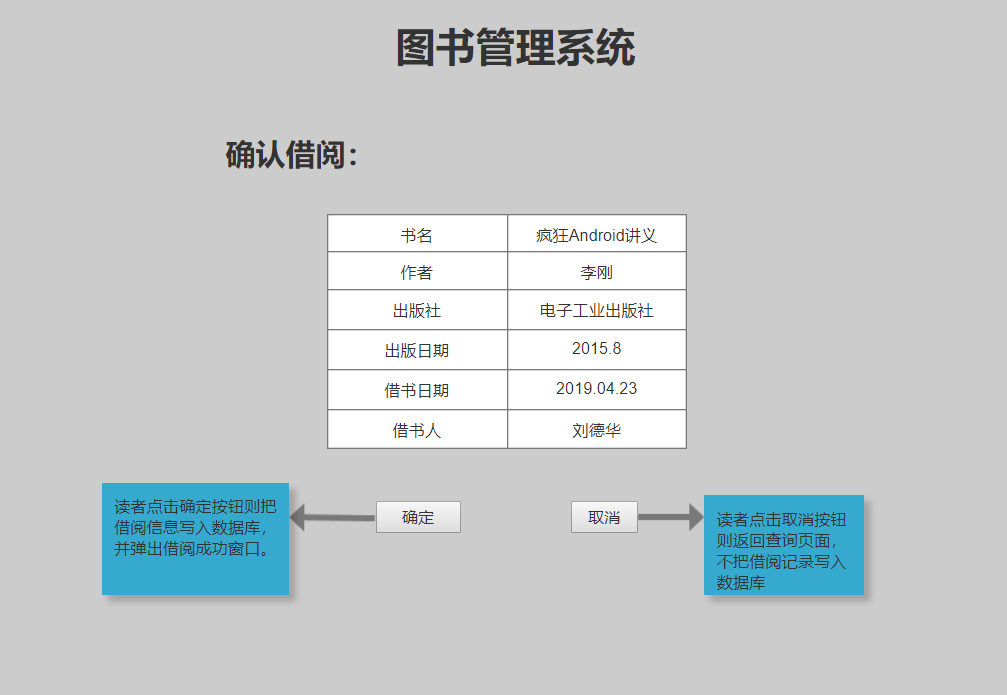 图书管理系统
确认借阅：
书名 疯狂Android讲义
作者 李刚
出版社 电子工业出版社
出版日期 2015.8
借书日期 2019.04.23
借书人 刘德华
读者点击确定按钮则把
借阅信息写入数据库，
并弹出借阅成功窗口。
确定
取消
读者点击取消按钮
则返回查询页面，
不把借阅记录写入
数据库